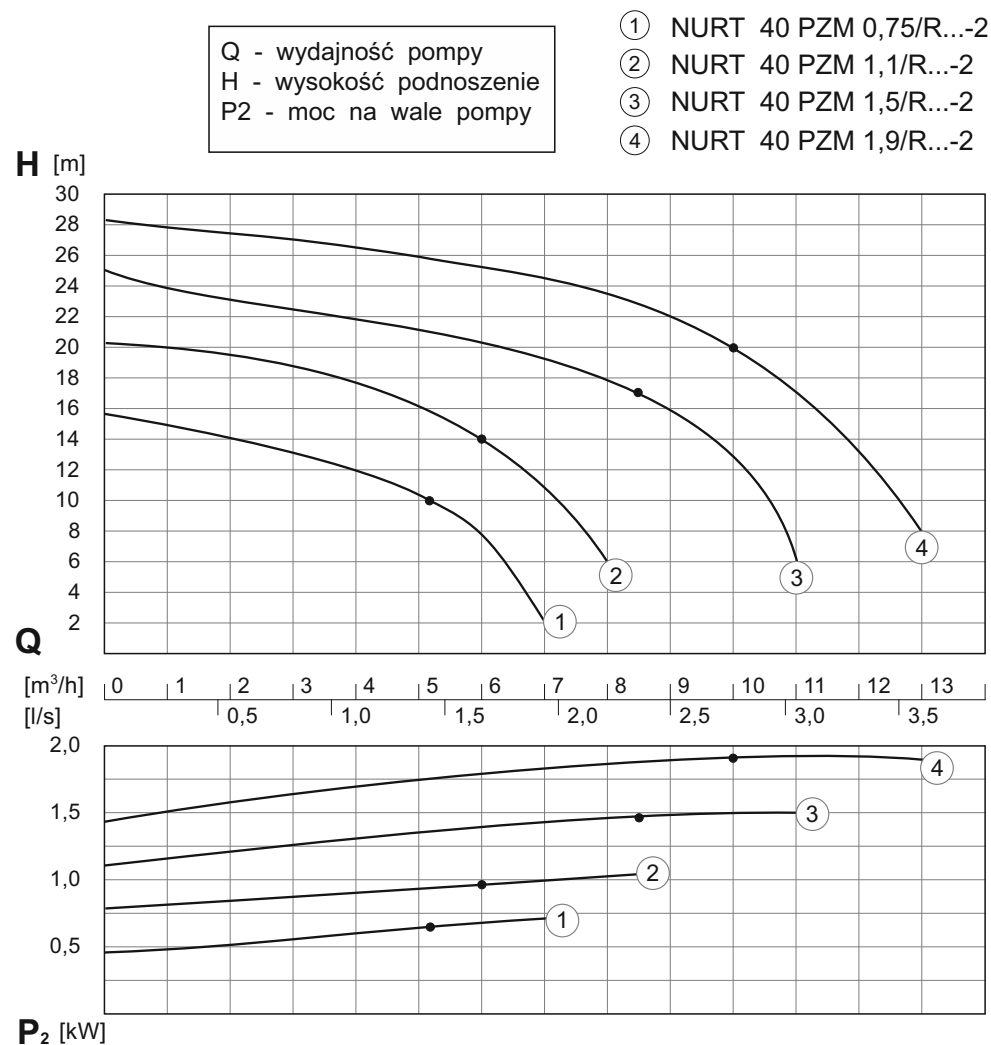 Q - wydajność pompy
H - wysokość podnoszenie
P2 - moc na wale pompy
1 NURT 40 PZM 0,75/R...-2
2 NURT 40 PZM 1,1/R...-2
3 NURT 40 PZM 1,5/R...-2
4 NURT 40 PZM 1,9/R...-2
H [m]
30
28
26
24
22
20
18
16
14
12
10
8
6
4
2
1
2
3
4
Q
[m³/h] 0 1 2 3 4 5 6 7 8 9 10 11 12 13
[l/s] 0,5 1,0 1,5 2,0 2,5 3,0 3,5
2,0
1,5
1,0
0,5
4
3
2
1
P₂ [kW]